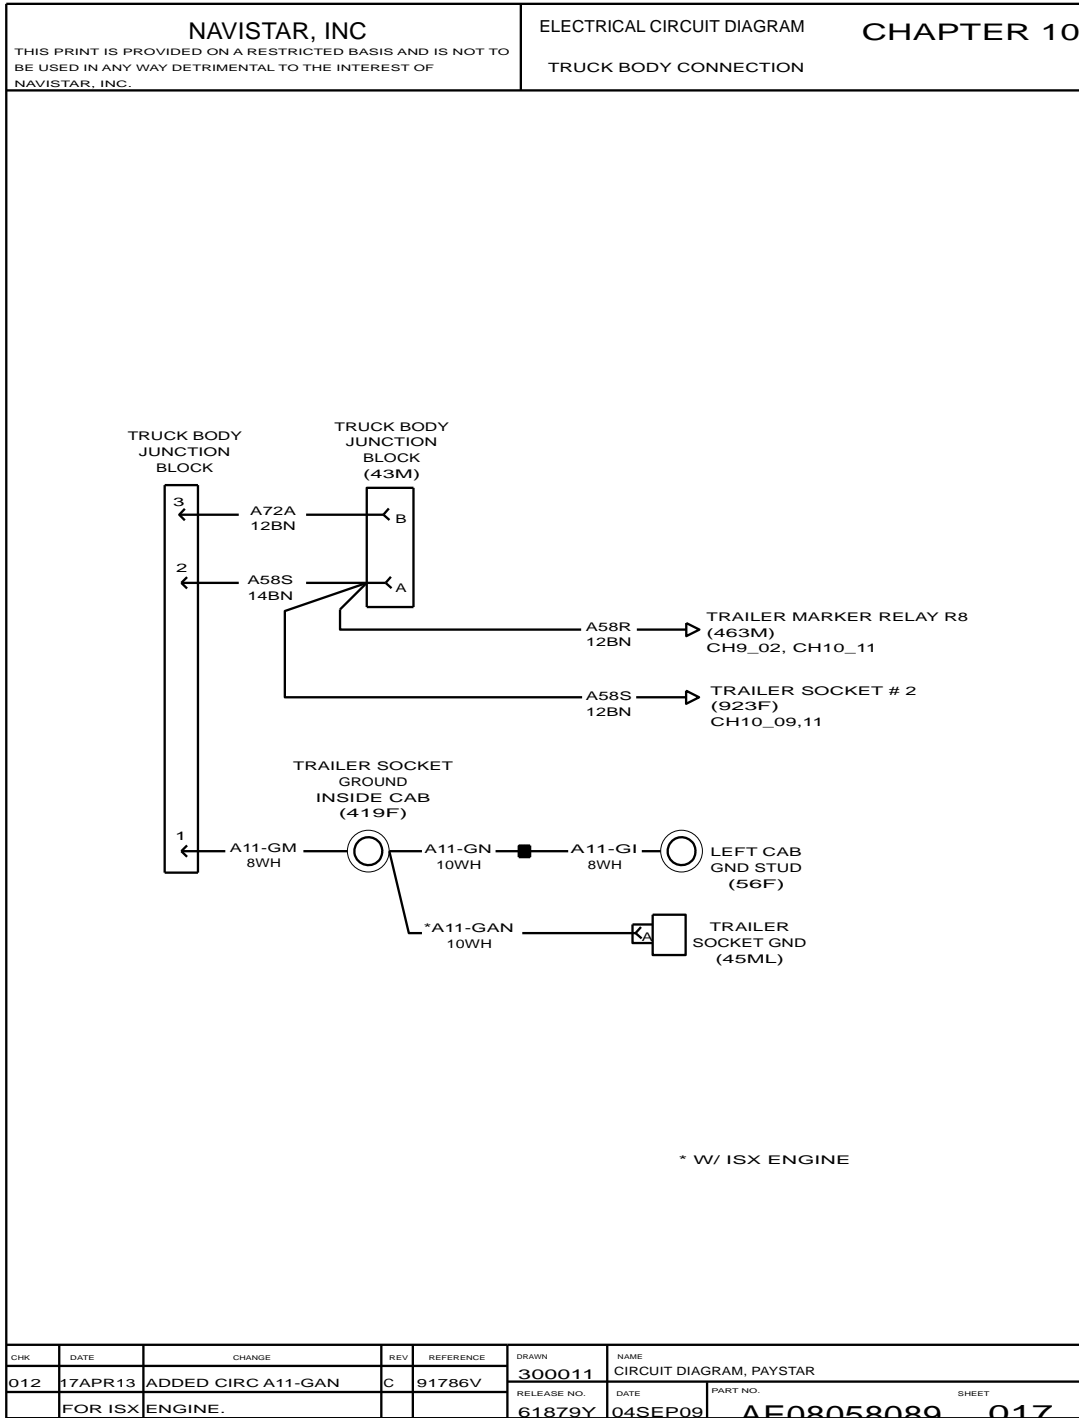 NAVISTAR, INC
THIS PRINT IS PROVIDED ON A RESTRICTED BASIS AND IS NOT TO
BE USED IN ANY WAY DETRIMENTAL TO THE INTEREST OF
NAVISTAR, INC.
ELECTRICAL CIRCUIT DIAGRAM
TRUCK BODY CONNECTION
CHAPTER 10
TRUCK BODY
JUNCTION
BLOCK
TRUCK BODY
JUNCTION
BLOCK
(43M)
3
A72A
12BN
B
2
A58S
14BN
A
A58R
12BN
TRAILER MARKER RELAY R8
(463M)
CH9_02, CH10_11
A58S
12BN
TRAILER SOCKET # 2
(923F)
CH10_09,11
TRAILER SOCKET
GROUND
INSIDE CAB
(419F)
1
A11-GM
8WH
A11-GN
10WH
A11-GI
8WH
LEFT CAB
GND STUD
(56F)
*A11-GAN
10WH
A
TRAILER
SOCKET GND
(45ML)
* W/ ISX ENGINE
CHK
DATE
CHANGE
REV
REFERENCE
012
17APR13
ADDED CIRC A11-GAN
C
91786V
FOR ISX ENGINE.
DRAWN
300011
NAME
CIRCUIT DIAGRAM, PAYSTAR
RELEASE NO.
61879Y
DATE
04SEP09
PART NO.
AE08058089
SHEET
017